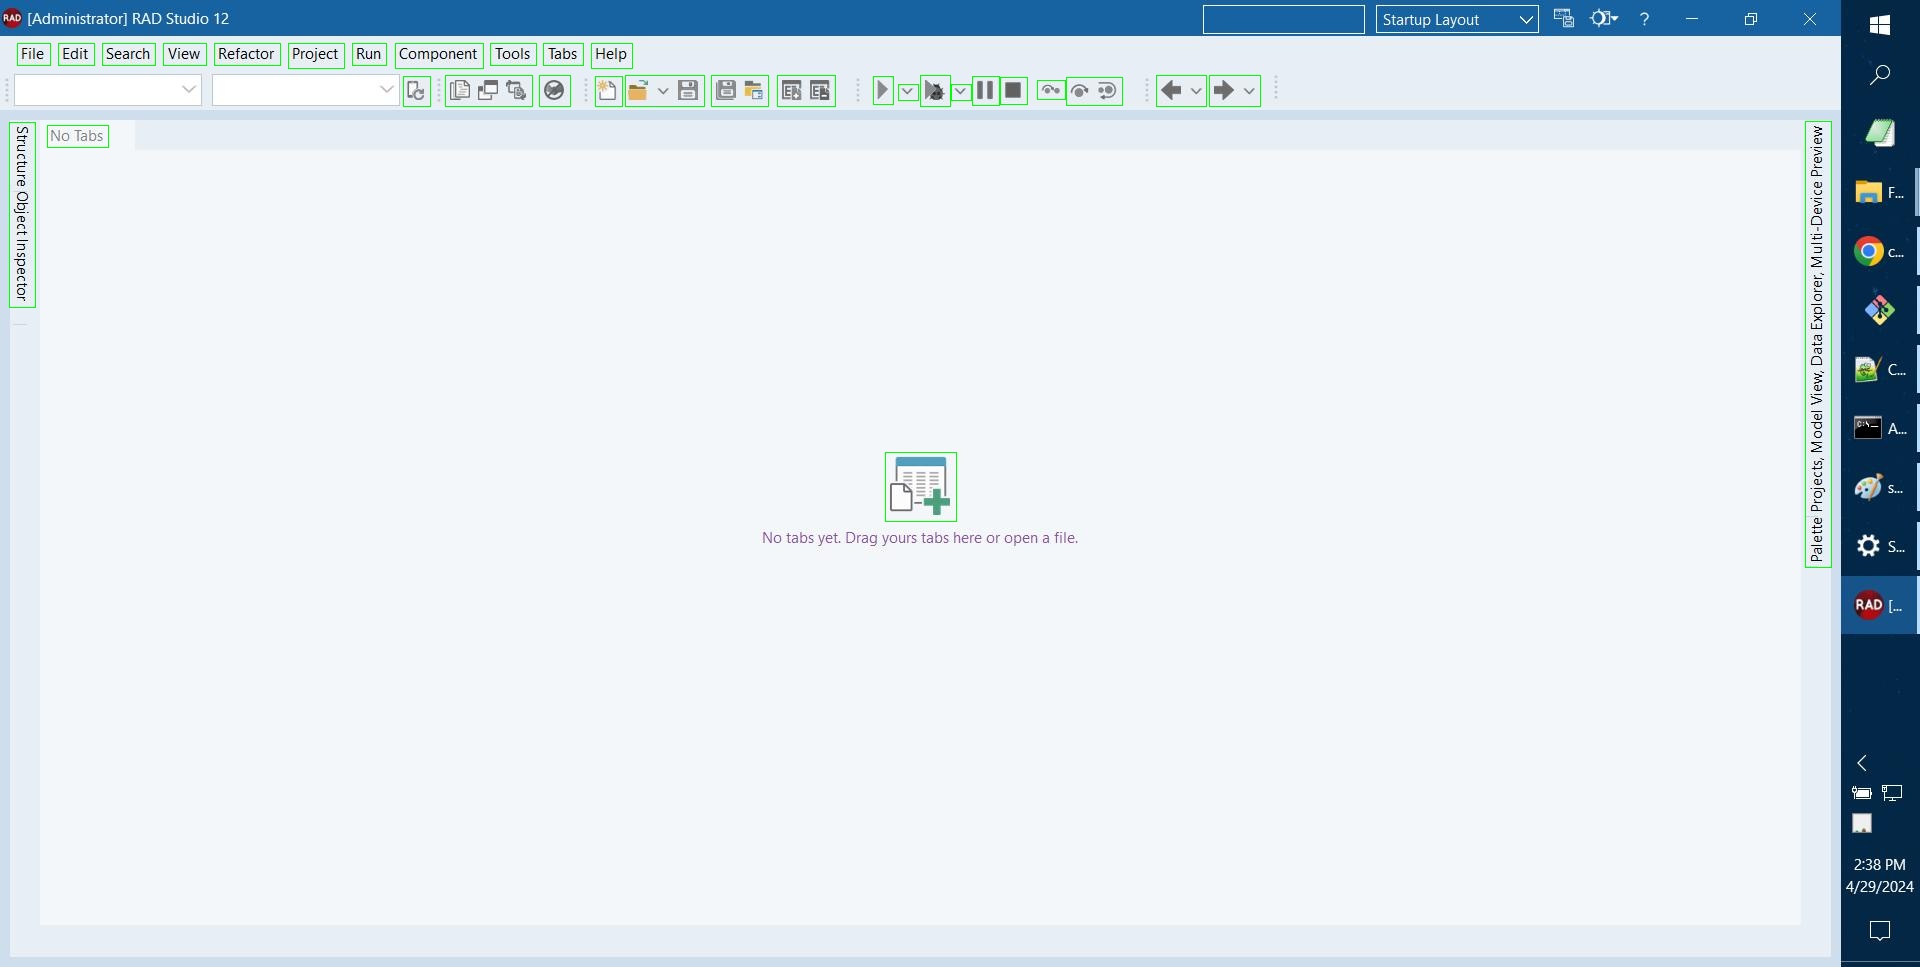 RAD [Administrator] RAD Studio 12
Startup Layout
?
File Edit Search View Refactor Project Run Component Tools Tabs Help
No Tabs
Structure Object Inspector
No tabs yet. Drag yours tabs here or open a file.
Palette Projects, Model View, Data Explorer, Multi-Device Preview
F...
c...
C...
A...
s...
S...
RAD [...
2:38 PM
4/29/2024